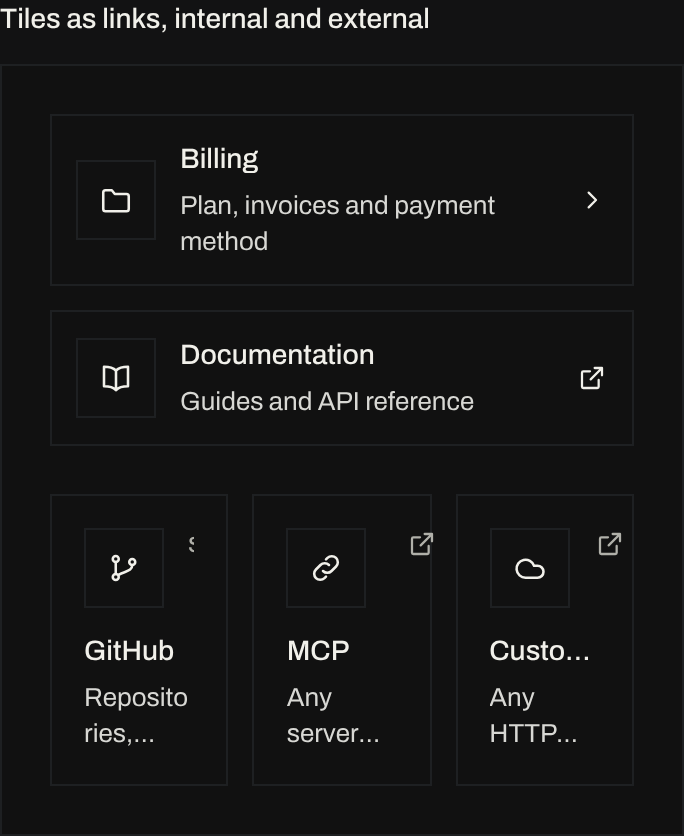 Tiles as links, internal and external
Billing
Plan, invoices and payment
method
Documentation
Guides and API reference
GitHub
Reposito
ries,...
MCP
Any
server...
Custo...
Any
HTTP...